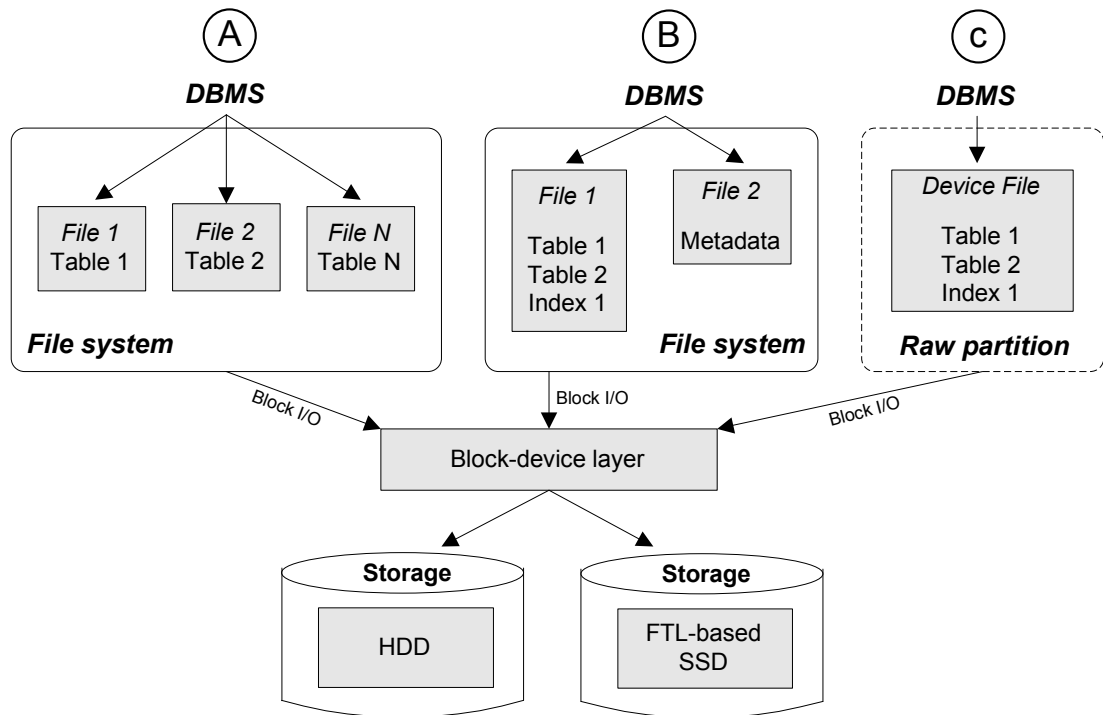 A
B
c
DBMS
DBMS
DBMS
File 1
Table 1
File 2
Table 2
File N
Table N
File system
File 1
Table 1
Table 2
Index 1
File 2
Metadata
File system
Device File
Table 1
Table 2
Index 1
Raw partition
Block I/O
Block I/O
Block I/O
Block-device layer
Storage
HDD
Storage
FTL-based
SSD